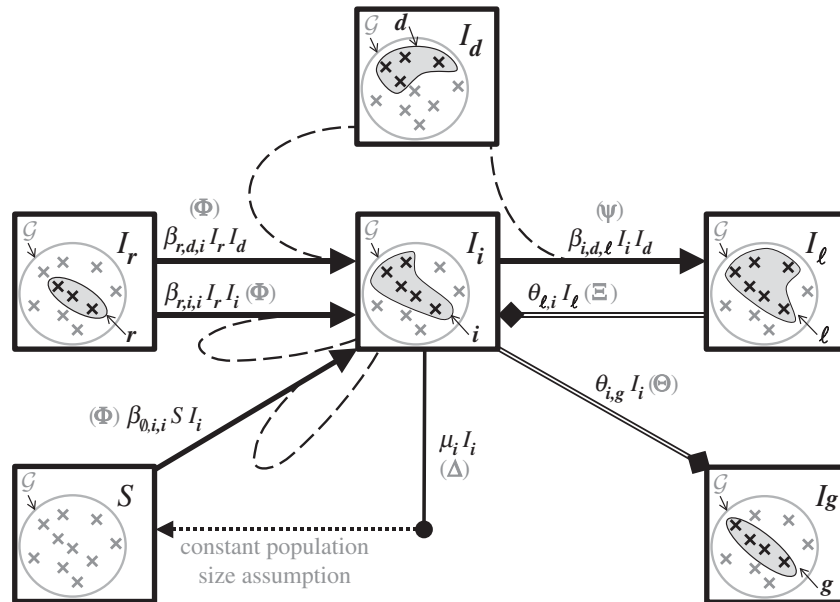 𝒢 d I_d
(Φ) (Ψ)
𝒢 I_r β_{r,d,i} I_r I_d 𝒢 I_i β_{i,d,ℓ} I_i I_d 𝒢 I_ℓ
β_{r,i,i} I_r I_i (Φ) θ_{ℓ,i} I_ℓ (Ξ)
r i ℓ
θ_{i,g} I_i (Θ)
(Φ) β_{∅,i,i} S I_i
μ_i I_i
(Δ)
𝒢 S 𝒢 I_g
constant population
size assumption
g